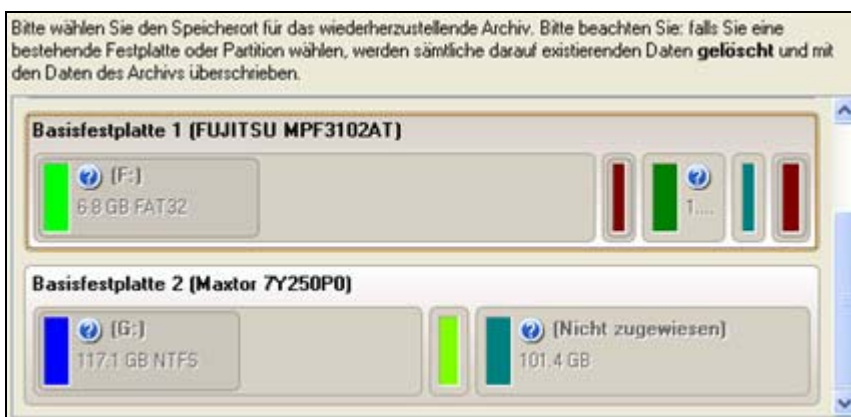 Bitte wählen Sie den Speicherort für das wiederherzustellende Archiv. Bitte beachten Sie: falls Sie eine
bestehende Festplatte oder Partition wählen, werden sämtliche darauf existierenden Daten gelöscht und mit
den Daten des Archivs überschrieben.
Basisfestplatte 1 (FUJITSU MPF3102AT)
(F:)
6.8 GB FAT32
1....
Basisfestplatte 2 (Maxtor 7Y250P0)
(G:)
117.1 GB NTFS
(Nicht zugewiesen)
101.4 GB